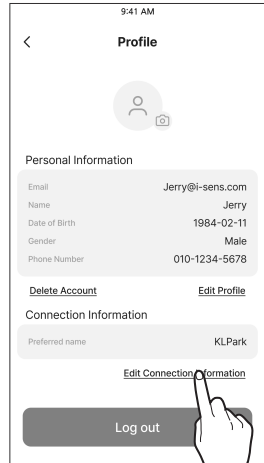 9:41 AM
Profile
Personal Information
Email Jerry@i-sens.com
Name Jerry
Date of Birth 1984-02-11
Gender Male
Phone Number 010-1234-5678
Delete Account Edit Profile
Connection Information
Preferred name KLPark
Edit Connection Information
Log out